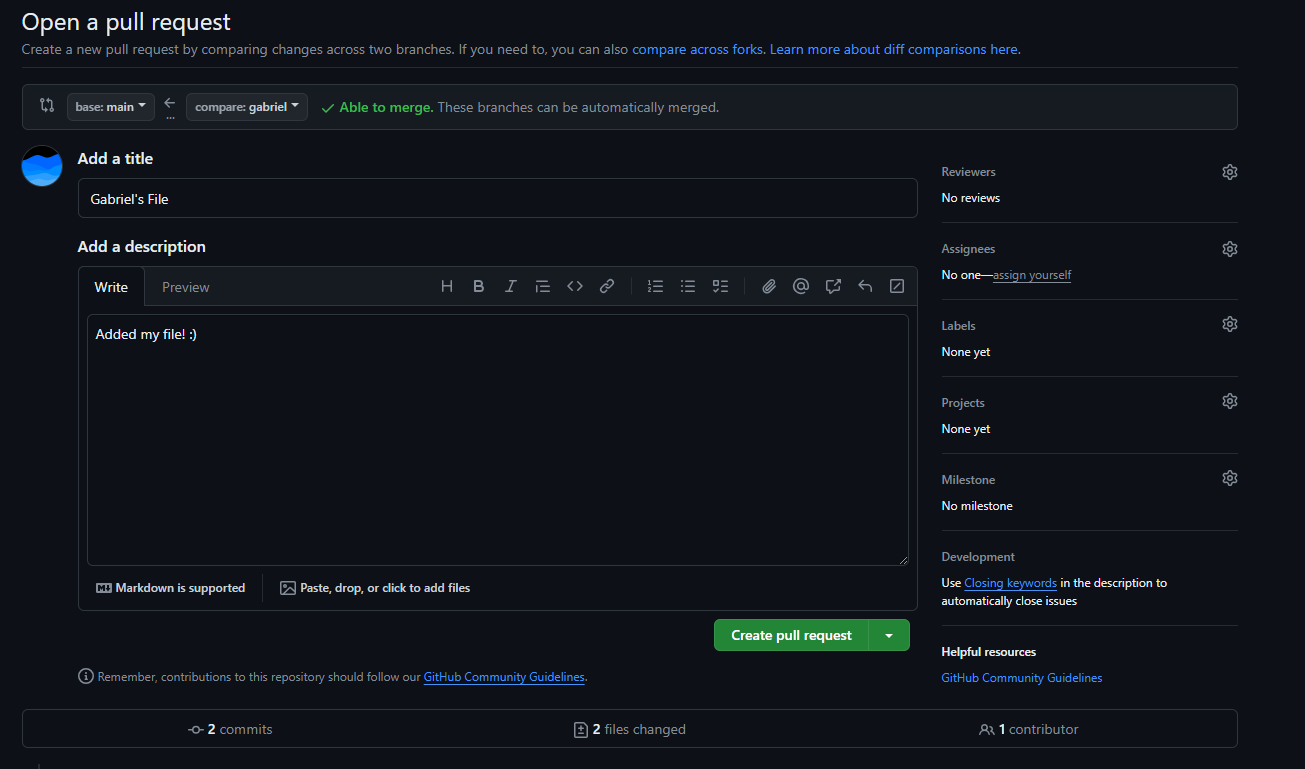 Open a pull request
Create a new pull request by comparing changes across two branches. If you need to, you can also compare across forks. Learn more about diff comparisons here.
base: main
...
compare: gabriel
Able to merge. These branches can be automatically merged.
Add a title
Gabriel's File
Add a description
Write Preview
Added my file! :)
Markdown is supported
Paste, drop, or click to add files
Create pull request
Remember, contributions to this repository should follow our GitHub Community Guidelines.
Reviewers
No reviews
Assignees
No one—assign yourself
Labels
None yet
Projects
None yet
Milestone
No milestone
Development
Use Closing keywords in the description to
automatically close issues
Helpful resources
GitHub Community Guidelines
2 commits
2 files changed
1 contributor